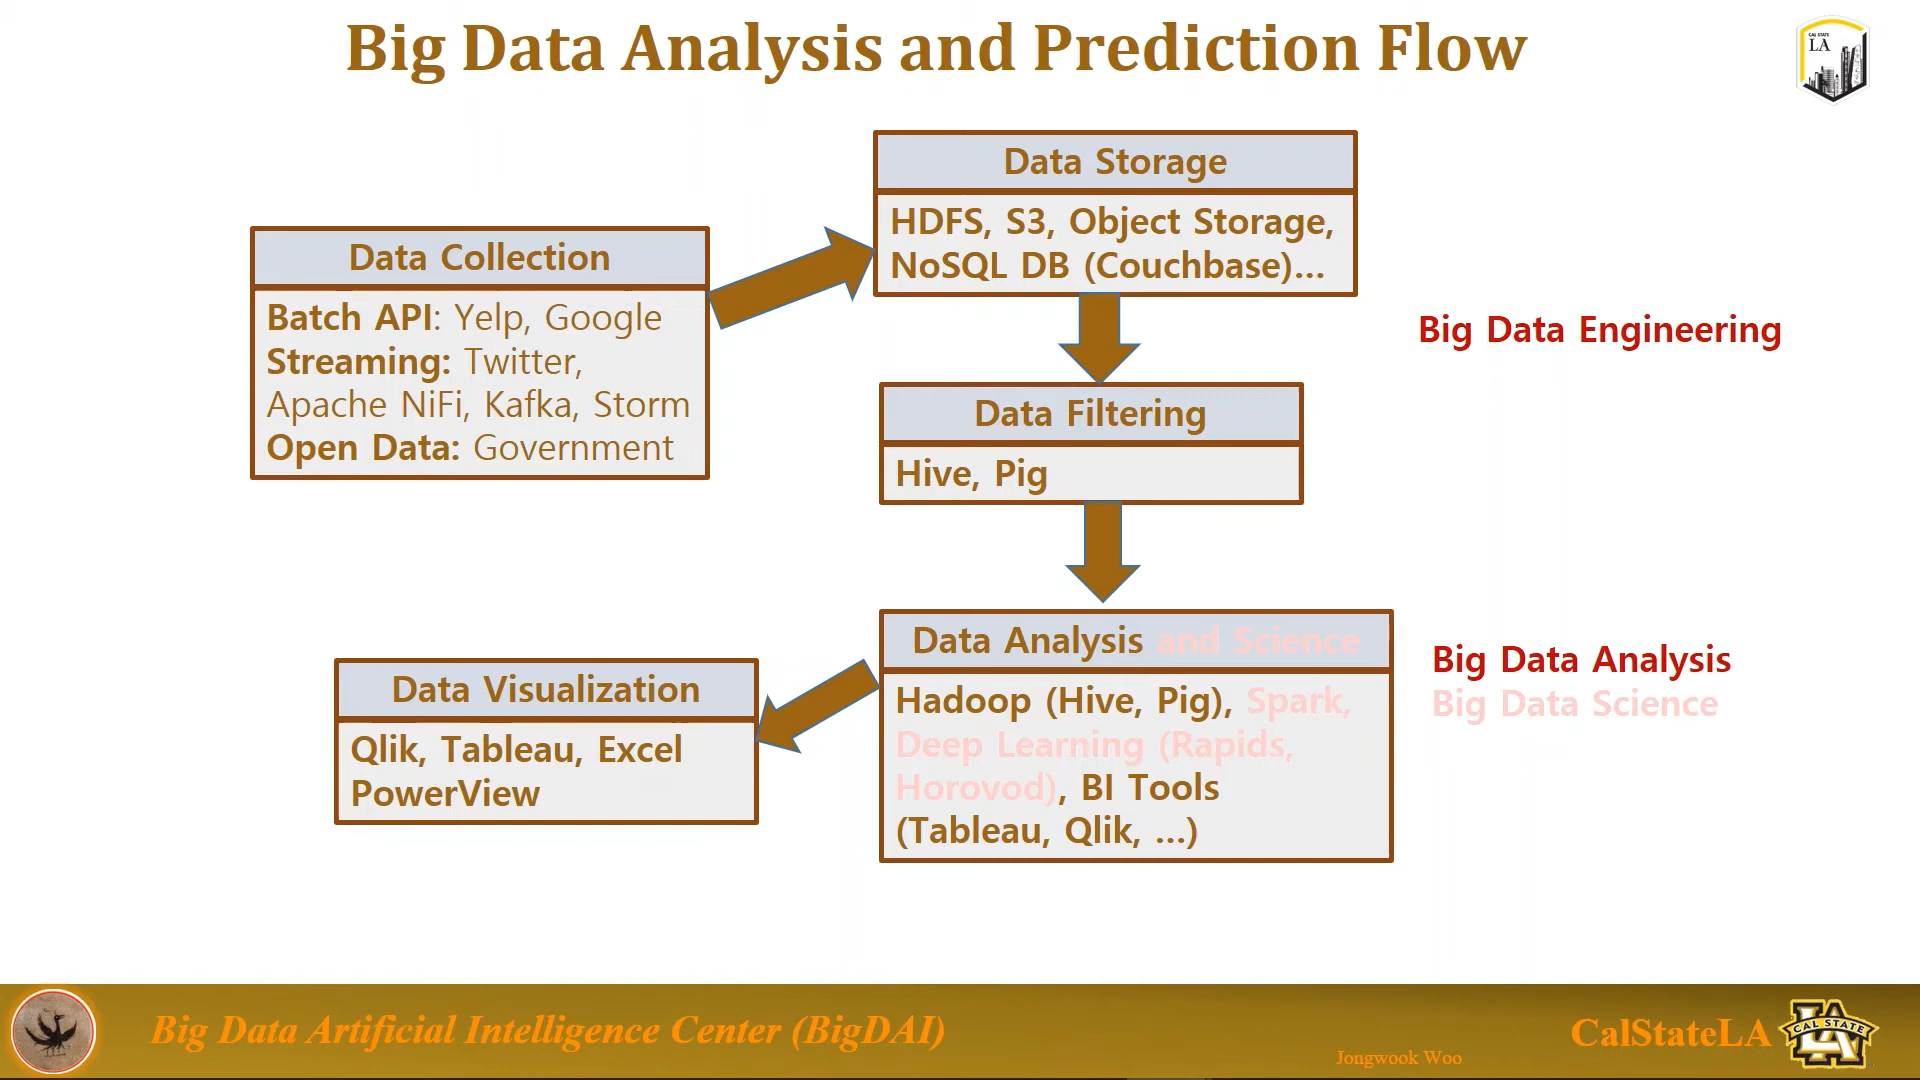 Big Data Analysis and Prediction Flow
CAL STATE
LA
Data Collection
Batch API: Yelp, Google
Streaming: Twitter,
Apache NiFi, Kafka, Storm
Open Data: Government
Data Storage
HDFS, S3, Object Storage,
NoSQL DB (Couchbase)...
Big Data Engineering
Data Filtering
Hive, Pig
Data Analysis and Science
Hadoop (Hive, Pig), Spark,
Deep Learning (Rapids,
Horovod), BI Tools
(Tableau, Qlik, ...)
Big Data Analysis
Big Data Science
Data Visualization
Qlik, Tableau, Excel
PowerView
Big Data Artificial Intelligence Center (BigDAI)
Jongwook Woo
CalStateLA
LA
CAL STATE